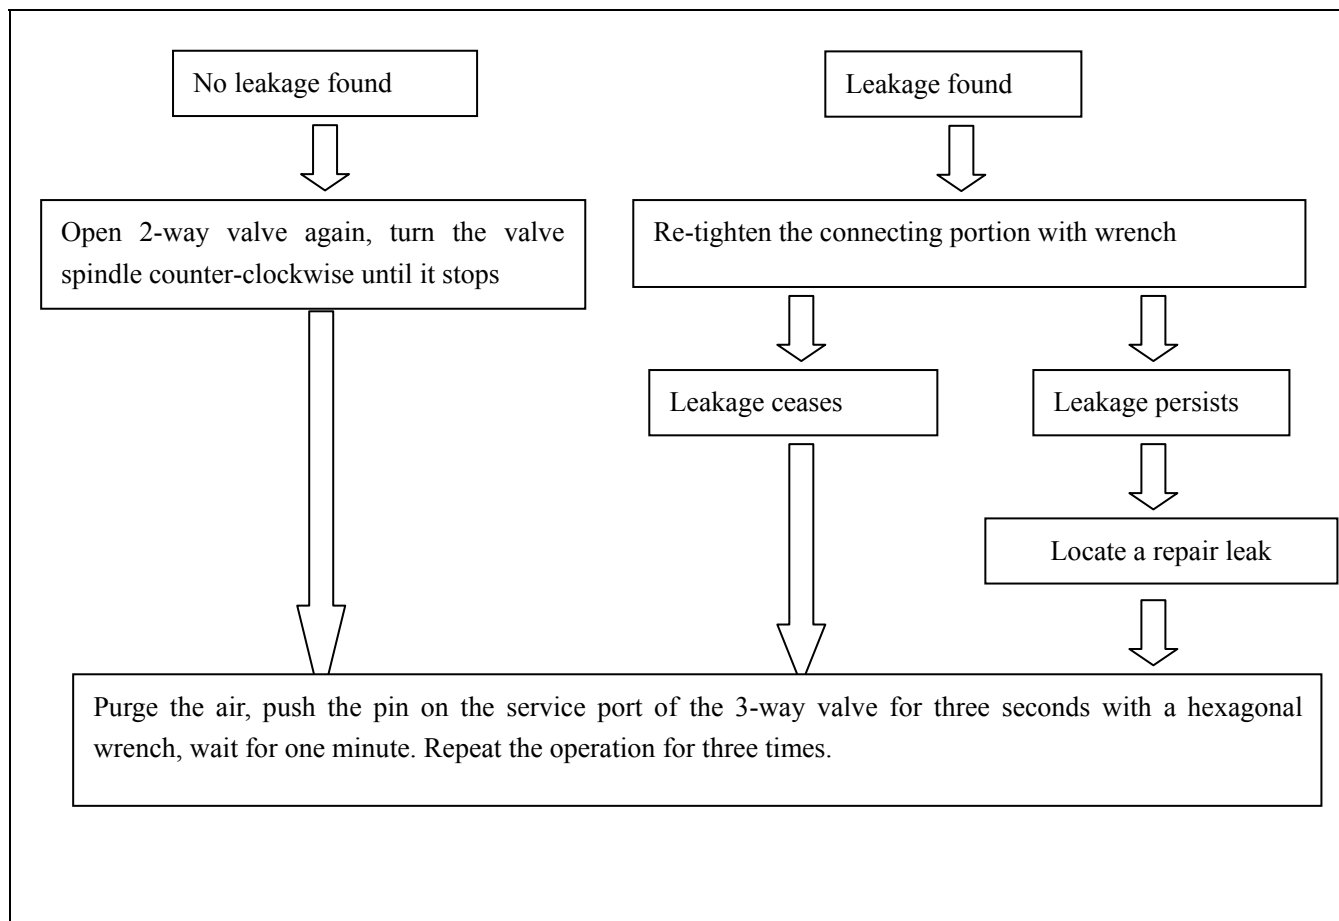 No leakage found
Leakage found
Open 2-way valve again, turn the valve
spindle counter-clockwise until it stops
Re-tighten the connecting portion with wrench
Leakage ceases
Leakage persists
Locate a repair leak
Purge the air, push the pin on the service port of the 3-way valve for three seconds with a hexagonal
wrench, wait for one minute. Repeat the operation for three times.